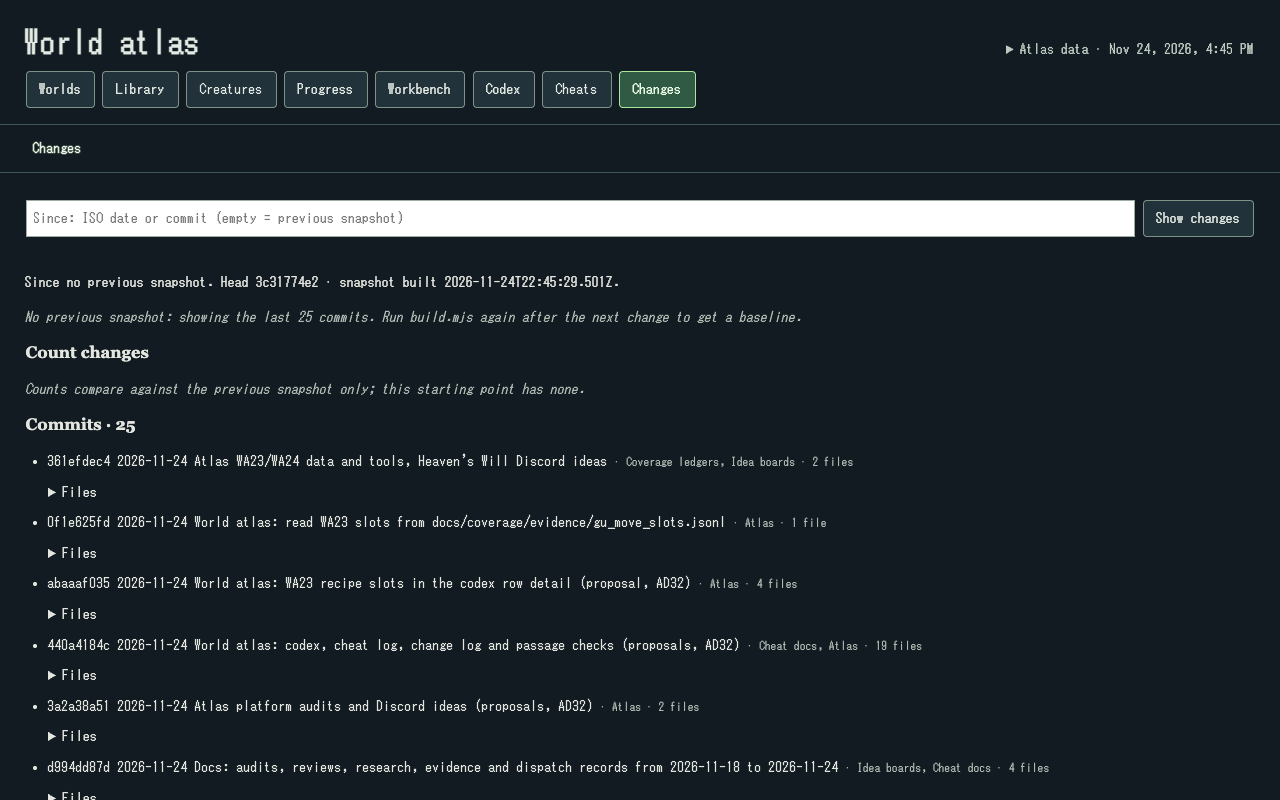 World atlas
▶ Atlas data · Nov 24, 2026, 4:45 PM
Worlds Library Creatures Progress Workbench Codex Cheats Changes
Changes
Since: ISO date or commit (empty = previous snapshot) Show changes
Since no previous snapshot. Head 3c31774e2 · snapshot built 2026-11-24T22:45:29.501Z.
No previous snapshot: showing the last 25 commits. Run build.mjs again after the next change to get a baseline.
Count changes
Counts compare against the previous snapshot only; this starting point has none.
Commits · 25
• 361efdec4 2026-11-24 Atlas WA23/WA24 data and tools, Heaven's Will Discord ideas · Coverage ledgers, Idea boards · 2 files
▶ Files
• 0f1e625fd 2026-11-24 World atlas: read WA23 slots from docs/coverage/evidence/gu_move_slots.jsonl · Atlas · 1 file
▶ Files
• abaaaf035 2026-11-24 World atlas: WA23 recipe slots in the codex row detail (proposal, AD32) · Atlas · 4 files
▶ Files
• 440a4184c 2026-11-24 World atlas: codex, cheat log, change log and passage checks (proposals, AD32) · Cheat docs, Atlas · 19 files
▶ Files
• 3a2a38a51 2026-11-24 Atlas platform audits and Discord ideas (proposals, AD32) · Atlas · 2 files
▶ Files
• d994dd87d 2026-11-24 Docs: audits, reviews, research, evidence and dispatch records from 2026-11-18 to 2026-11-24 · Idea boards, Cheat docs · 4 files
▶ Files